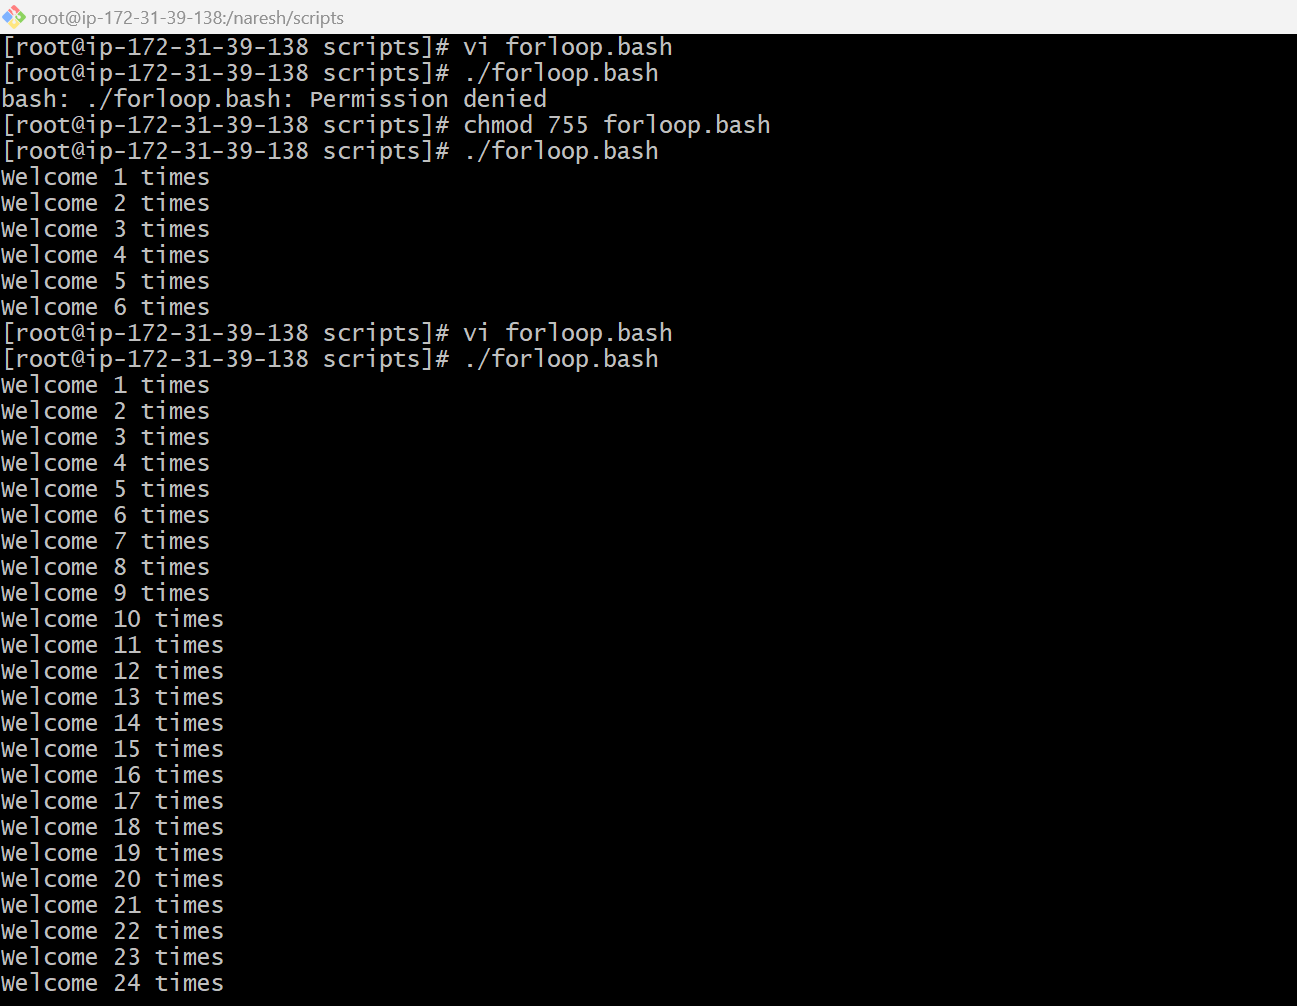 root@ip-172-31-39-138:/naresh/scripts
[root@ip-172-31-39-138 scripts]# vi forloop.bash
[root@ip-172-31-39-138 scripts]# ./forloop.bash
bash: ./forloop.bash: Permission denied
[root@ip-172-31-39-138 scripts]# chmod 755 forloop.bash
[root@ip-172-31-39-138 scripts]# ./forloop.bash
Welcome 1 times
Welcome 2 times
Welcome 3 times
Welcome 4 times
Welcome 5 times
Welcome 6 times
[root@ip-172-31-39-138 scripts]# vi forloop.bash
[root@ip-172-31-39-138 scripts]# ./forloop.bash
Welcome 1 times
Welcome 2 times
Welcome 3 times
Welcome 4 times
Welcome 5 times
Welcome 6 times
Welcome 7 times
Welcome 8 times
Welcome 9 times
Welcome 10 times
Welcome 11 times
Welcome 12 times
Welcome 13 times
Welcome 14 times
Welcome 15 times
Welcome 16 times
Welcome 17 times
Welcome 18 times
Welcome 19 times
Welcome 20 times
Welcome 21 times
Welcome 22 times
Welcome 23 times
Welcome 24 times